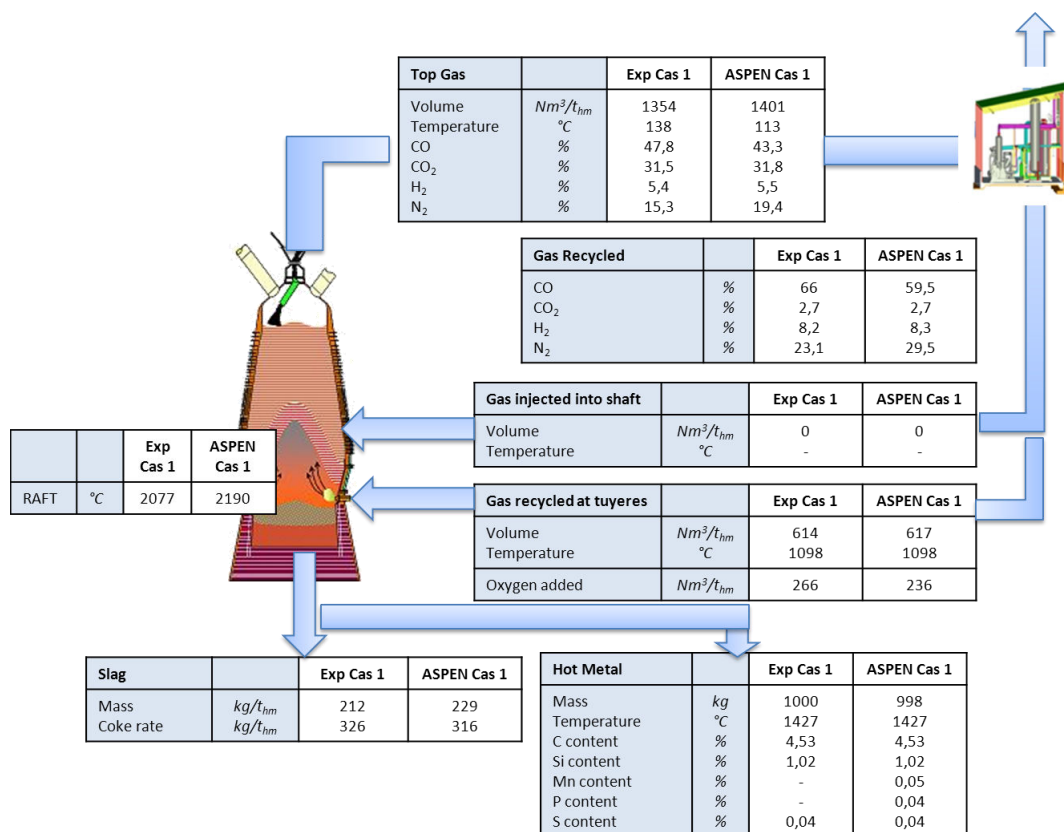 Top Gas Exp Cas 1 ASPEN Cas 1
Volume Nm³/t_hm 1354 1401
Temperature °C 138 113
CO % 47,8 43,3
CO₂ % 31,5 31,8
H₂ % 5,4 5,5
N₂ % 15,3 19,4
Gas Recycled Exp Cas 1 ASPEN Cas 1
CO % 66 59,5
CO₂ % 2,7 2,7
H₂ % 8,2 8,3
N₂ % 23,1 29,5
Gas injected into shaft Exp Cas 1 ASPEN Cas 1
Volume Nm³/t_hm 0 0
Temperature °C - -
Exp Cas 1 ASPEN Cas 1
RAFT °C 2077 2190
Gas recycled at tuyeres Exp Cas 1 ASPEN Cas 1
Volume Nm³/t_hm 614 617
Temperature °C 1098 1098
Oxygen added Nm³/t_hm 266 236
Slag Exp Cas 1 ASPEN Cas 1
Mass kg/t_hm 212 229
Coke rate kg/t_hm 326 316
Hot Metal Exp Cas 1 ASPEN Cas 1
Mass kg 1000 998
Temperature °C 1427 1427
C content % 4,53 4,53
Si content % 1,02 1,02
Mn content % - 0,05
P content % - 0,04
S content % 0,04 0,04